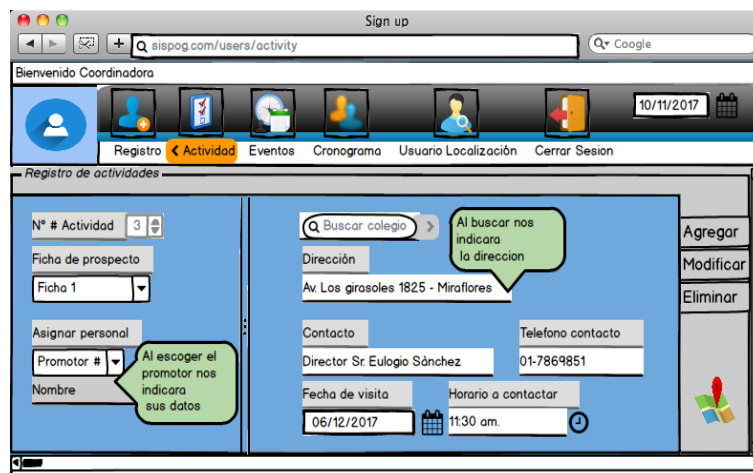 Sign up
sispog.com/users/activity
Google
Bienvenido Coordinadora
10/11/2017
Registro
Actividad
Eventos
Cronograma
Usuario Localización
Cerrar Sesion
Registro de actividades
N° # Actividad
3
Ficha de prospecto
Ficha 1
Asignar personal
Promotor #
Nombre
Al escoger el
promotor nos
indicara
sus datos
Buscar colegio
Al buscar nos
indicara
la direccion
Dirección
Av. Los girasoles 1825 - Miraflores
Contacto
Telefono contacto
Director Sr. Eulogio Sánchez
01-7869851
Fecha de visita
Horario a contactar
06/12/2017
11:30 am.
Agregar
Modificar
Eliminar